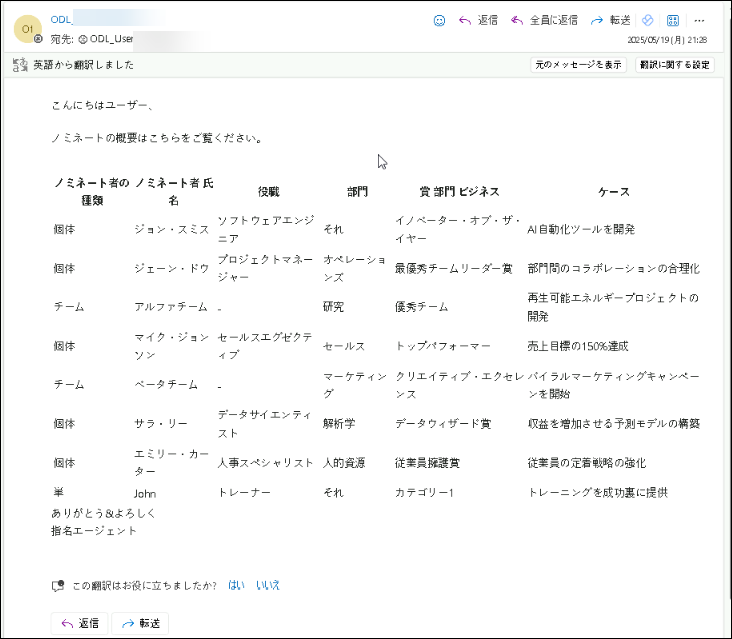 Ot
ODL_
宛先: ODL_User
返信 全員に返信 転送
2025/05/19 (月) 21:28
英語から翻訳しました
元のメッセージを表示 翻訳に関する設定
こんにちはユーザー、
ノミネートの概要はこちらをご覧ください。
ノミネート者の種類 ノミネート者 氏名 役職 部門 賞 部門 ビジネス ケース
個体 ジョン・スミス ソフトウェアエンジニア それ イノベーター・オブ・ザ・イヤー AI自動化ツールを開発
個体 ジェーン・ドウ プロジェクトマネージャー オペレーションズ 最優秀チームリーダー賞 部門間のコラボレーションの合理化
チーム アルファチーム - 研究 優秀チーム 再生可能エネルギープロジェクトの開発
個体 マイク・ジョンソン セールスエグゼクティブ セールス トップパフォーマー 売上目標の150%達成
チーム ベータチーム - マーケティング クリエイティブ・エクセレンス バイラルマーケティングキャンペーンを開始
個体 サラ・リー データサイエンティスト 解析学 データウィザード賞 収益を増加させる予測モデルの構築
個体 エミリー・カーター 人事スペシャリスト 人的資源 従業員擁護賞 従業員の定着戦略の強化
単 John トレーナー それ カテゴリー1 トレーニングを成功裏に提供
ありがとう&よろしく
指名エージェント
この翻訳はお役に立ちましたか? はい いいえ
返信 転送